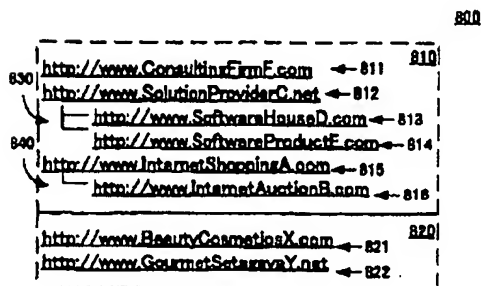 800
810
http://www.ConsultingFirmF.com 811
http://www.SolutionProviderC.net 812
830
http://www.SoftwareHouseD.com 813
http://www.SoftwareProductE.com 814
840
http://www.InternetShoppingA.com 815
http://www.InternetAuctionB.com 816
820
http://www.BeautyCosmeticsX.com 821
http://www.GourmetSetagayaY.net 822